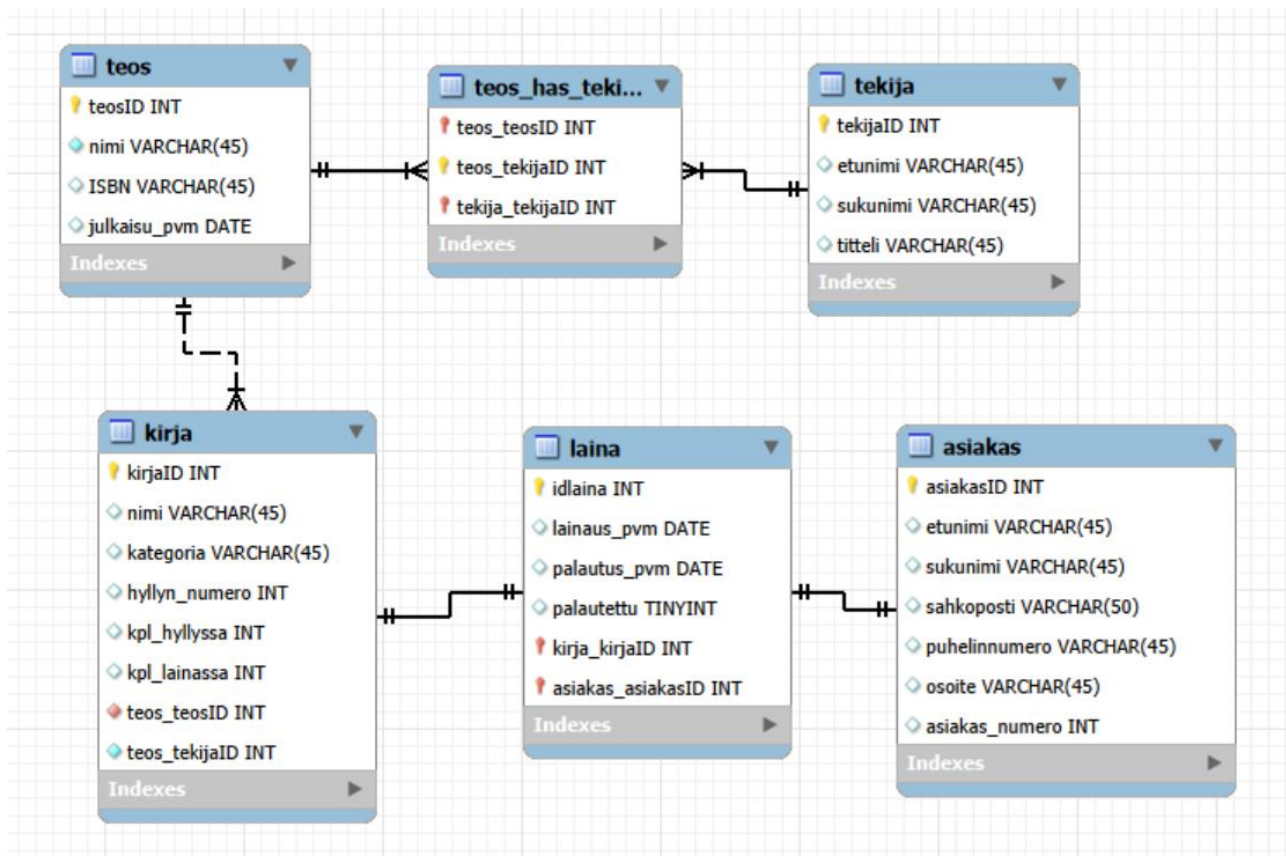 teos
teosID INT
nimi VARCHAR(45)
ISBN VARCHAR(45)
julkaisu_pvm DATE
Indexes
teos_has_teki...
teos_teosID INT
teos_tekijaID INT
tekija_tekijaID INT
Indexes
tekija
tekijaID INT
etunimi VARCHAR(45)
sukunimi VARCHAR(45)
titteli VARCHAR(45)
Indexes
kirja
kirjaID INT
nimi VARCHAR(45)
kategoria VARCHAR(45)
hyllyn_numero INT
kpl_hyllyssa INT
kpl_lainassa INT
teos_teosID INT
teos_tekijaID INT
Indexes
laina
idlaina INT
lainaus_pvm DATE
palautus_pvm DATE
palautettu TINYINT
kirja_kirjaID INT
asiakas_asiakasID INT
Indexes
asiakas
asiakasID INT
etunimi VARCHAR(45)
sukunimi VARCHAR(45)
sahkoposti VARCHAR(50)
puhelinnumero VARCHAR(45)
osoite VARCHAR(45)
asiakas_numero INT
Indexes